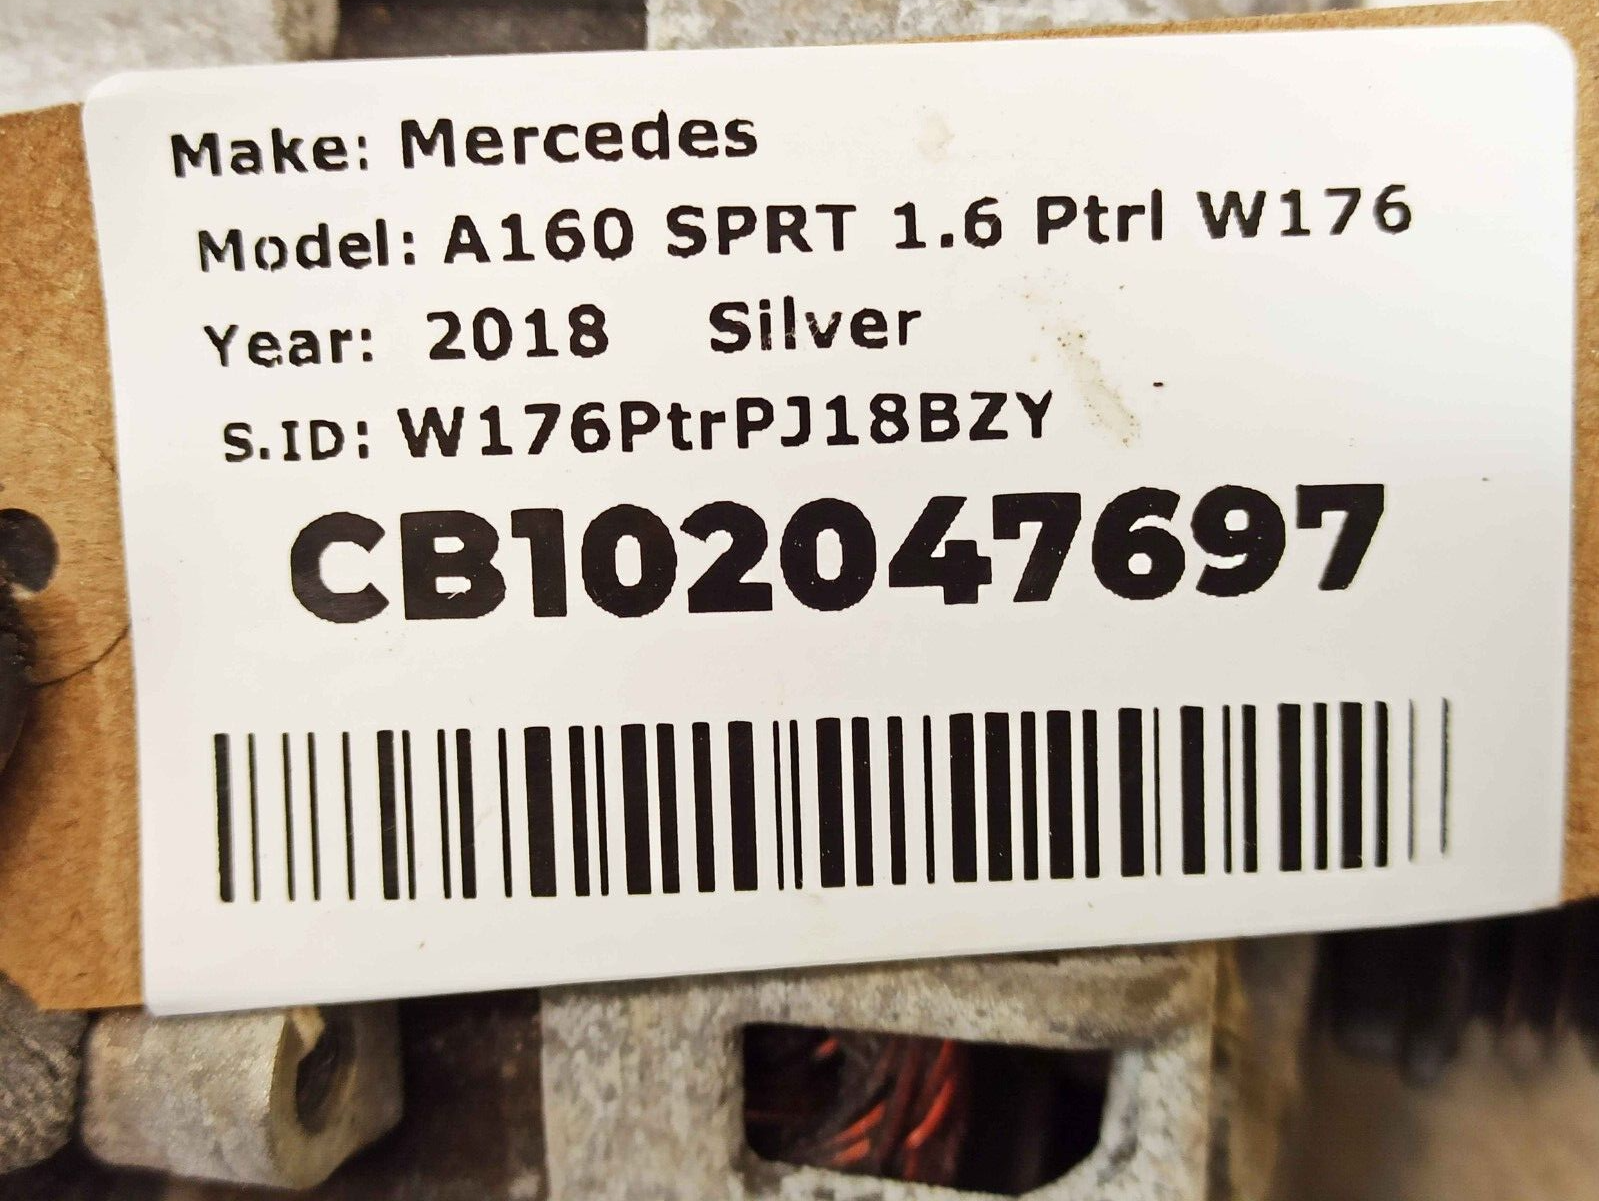 Make: Mercedes
Model: A160 SPRT 1.6 Ptrl W176
Year: 2018 Silver
S.ID: W176PtrPJ18BZY
CB102047697